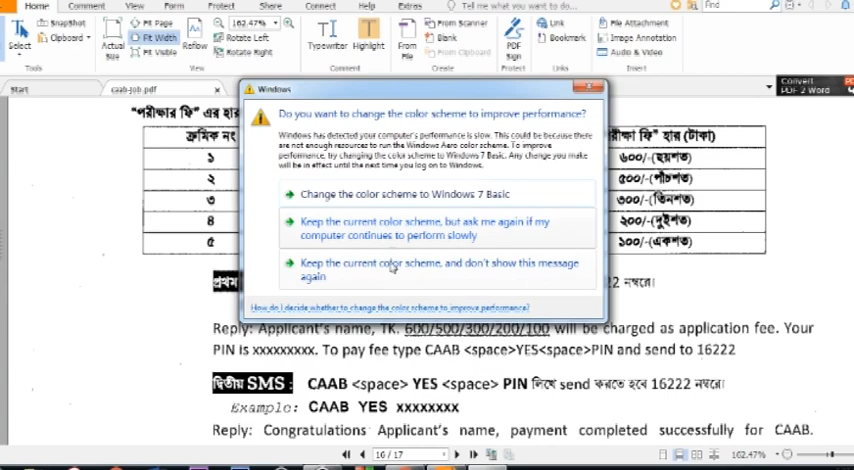 Home Comment View Form Protect Share Help Extras Tell me what you want to do... Find
SnapShot
Clipboard
Select
Tools
Actual Size
Fit Page
Fit Width
Fit Visible
Reflow
162.47%
Rotate Left
Rotate Right
View
Typewriter
Highlight
Comment
From File
From Scanner
Blank
From Clipboard
Create
PDF Sign
Protect
Link
Bookmark
Links
File Attachment
Image Annotation
Audio & Video
Insert
Start
caab-job.pdf
Convert
PDF 2 Word
Windows
Do you want to change the color scheme to improve performance?
Windows has detected your computer's performance is slow. This could be because there
are not enough resources to run the Windows Aero color scheme. To improve
performance, try changing the color scheme to Windows 7 Basic. Any change you make
will be in effect until the next time you log on to Windows.
Change the color scheme to Windows 7 Basic
Keep the current color scheme, but ask me again if my
computer continues to perform slowly
Keep the current color scheme, and don't show this message
again
How do I decide whether to change the color scheme to improve performance?
"পরীক্ষার ফি" এর হার
ক্রমিক নং
ফি" হার (টাকা)
১ ৬০০/-(ছয়শত)
২ ৫০০/-(পাঁচশত)
৩ ৩০০/-(তিনশত)
৪ ২০০/-(দুইশত)
৫ ১০০/-(একশত)
প্রথম
নম্বরে।
Reply: Applicant's name, TK. 600/500/300/200/100 will be charged as application fee. Your
PIN is xxxxxxxxx. To pay fee type CAAB <space>YES<space>PIN and send to 16222
দ্বিতীয় SMS : CAAB <space> YES <space> PIN লিখে send করতে হবে 16222 নম্বরে।
Example: CAAB YES xxxxxxxx
Reply: Congratulations Applicant's name, payment completed successfully for CAAB.
16 / 17
162.47%